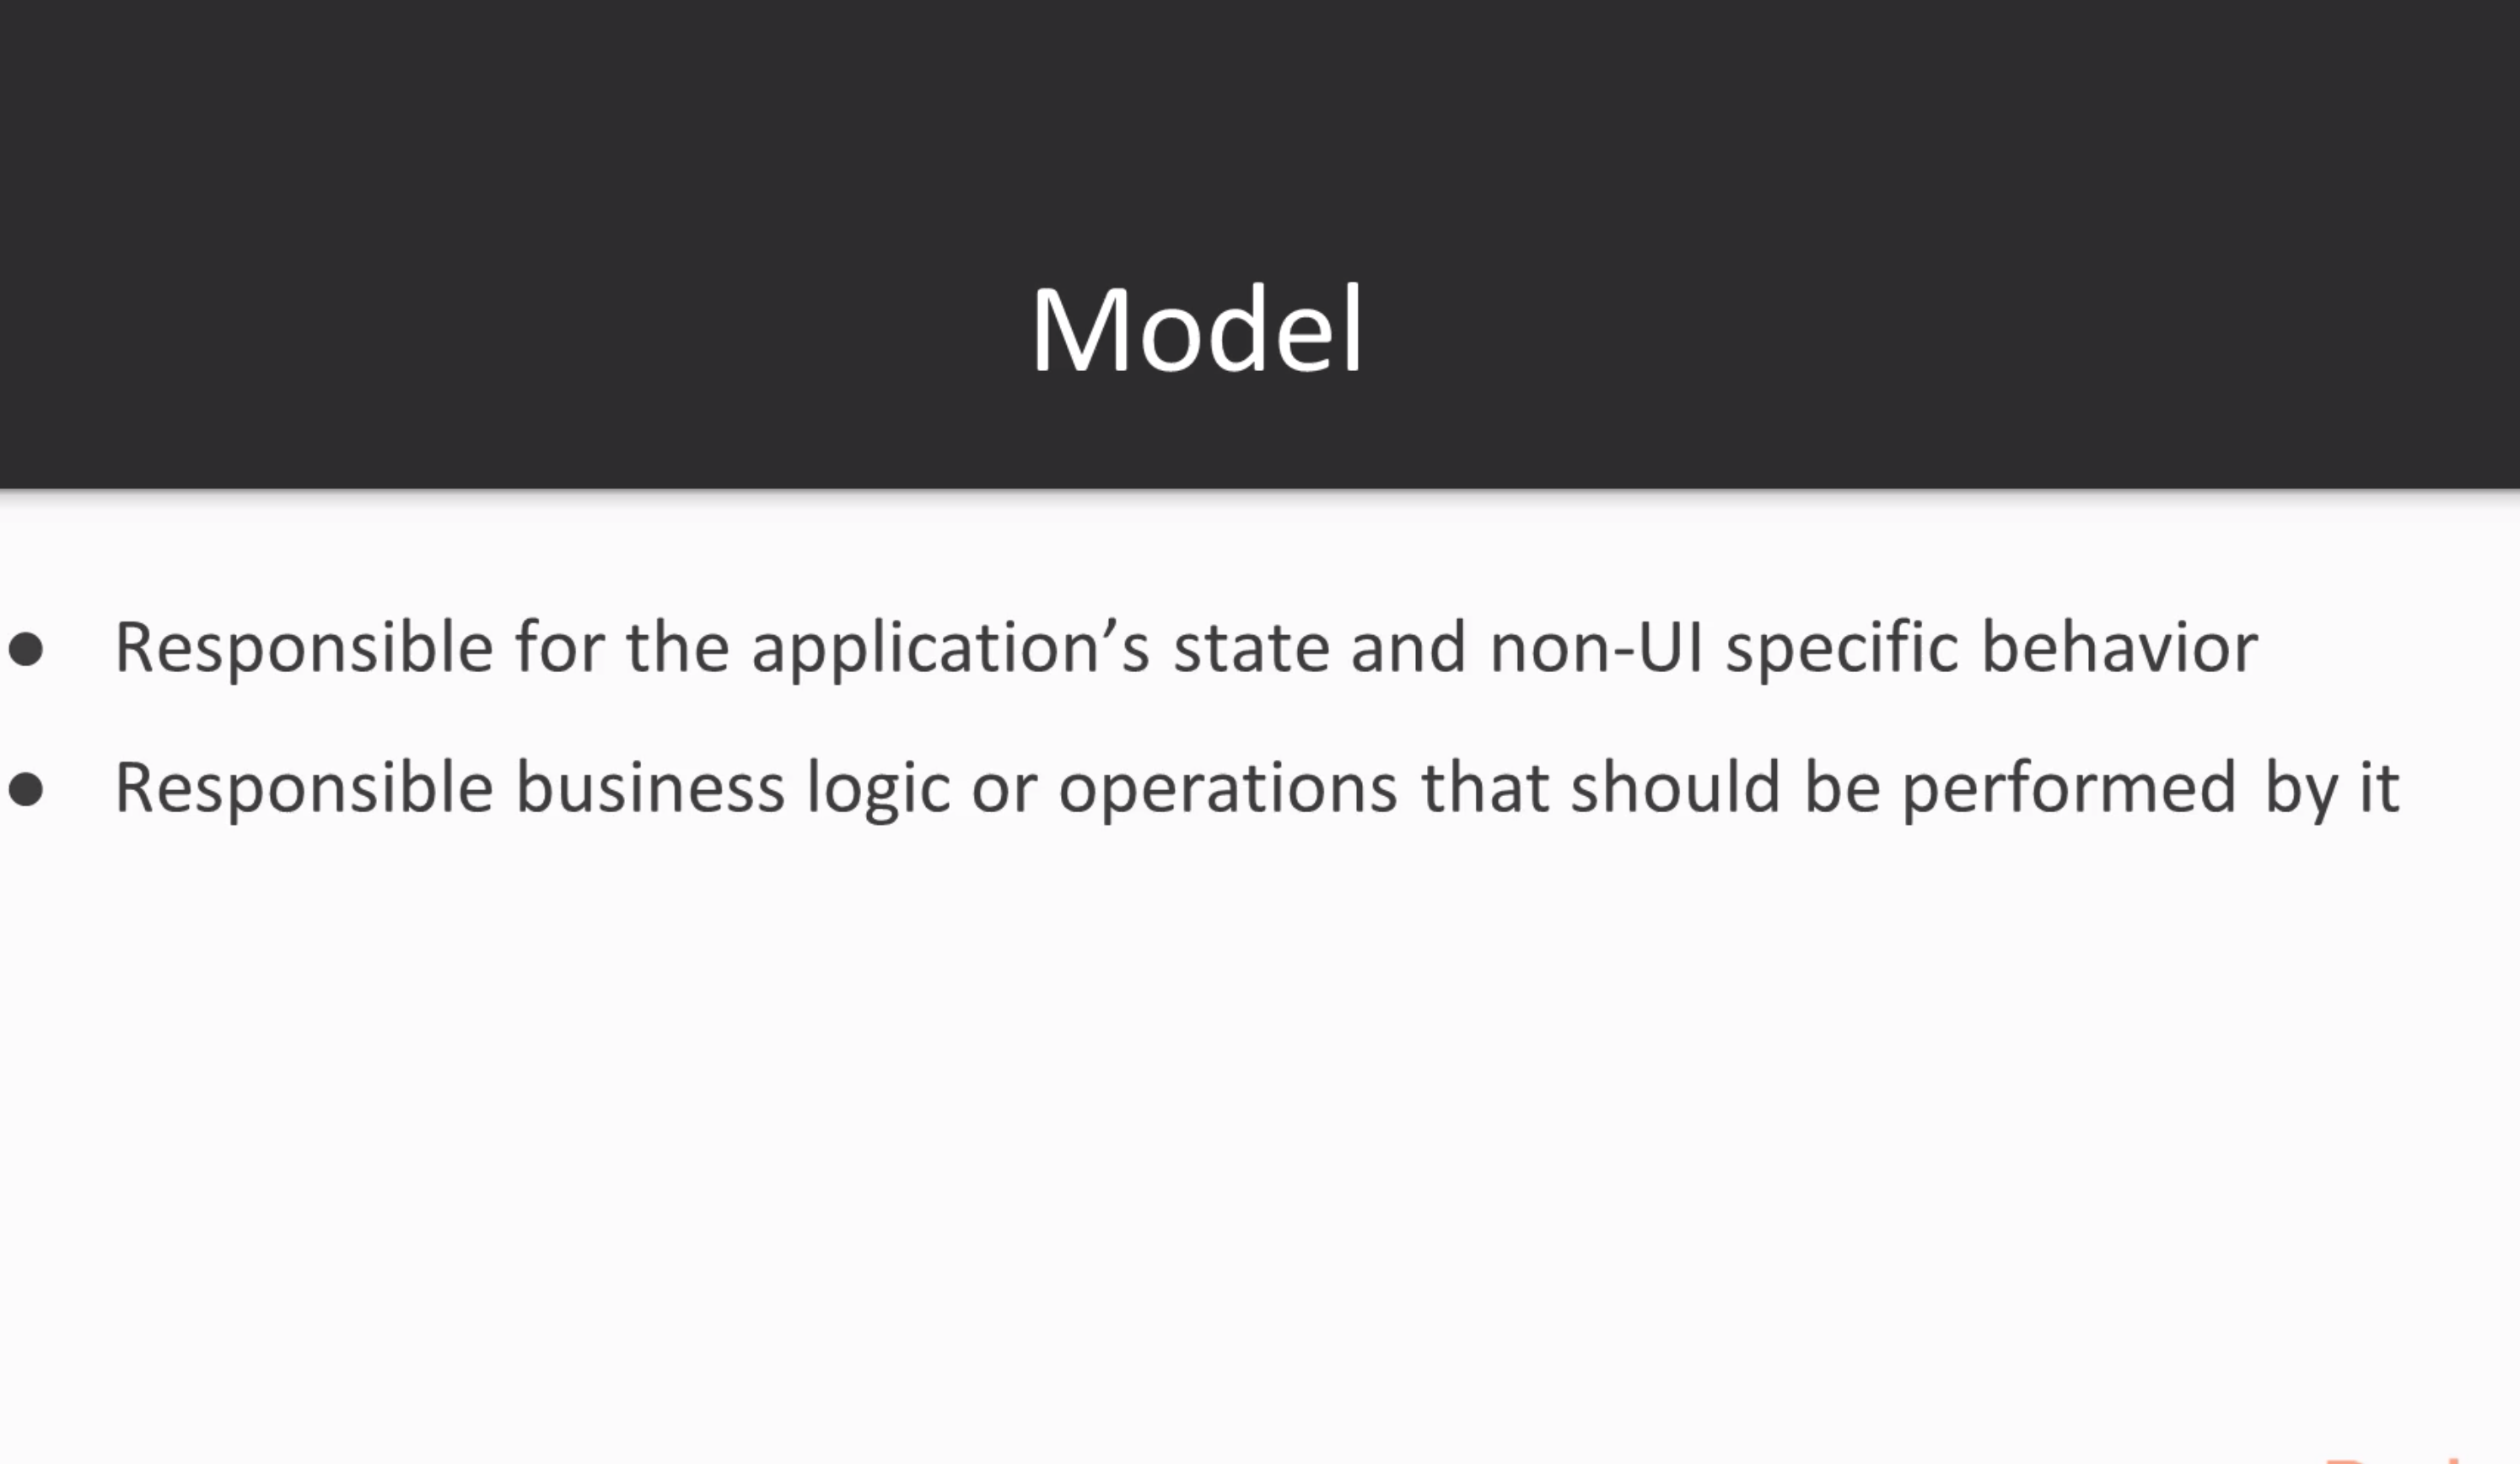 Model
● Responsible for the application’s state and non-UI specific behavior
● Responsible business logic or operations that should be performed by it